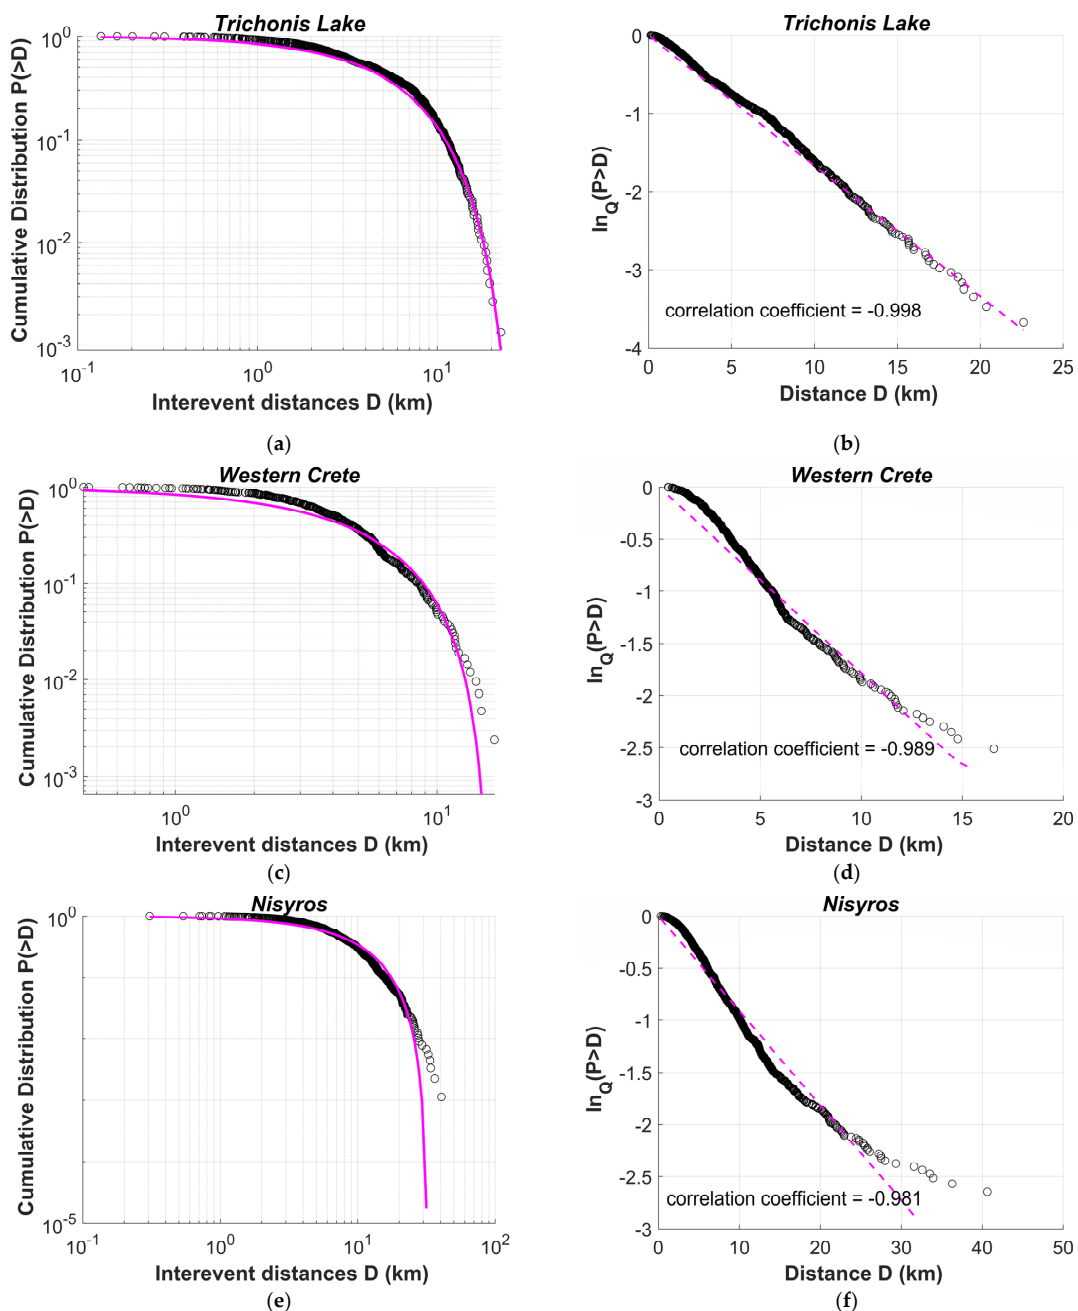 Trichonis Lake
Cumulative Distribution P(>D)
10^0
10^-1
10^-2
10^-3
10^-1
10^0
10^1
Interevent distances D (km)
(a)
Trichonis Lake
ln_Q(P>D)
0
-1
-2
-3
-4
correlation coefficient = -0.998
0
5
10
15
20
25
Distance D (km)
(b)
Western Crete
Cumulative Distribution P(>D)
10^0
10^-1
10^-2
10^-3
10^0
10^1
Interevent distances D (km)
(c)
Western Crete
ln_Q(P>D)
0
-0.5
-1
-1.5
-2
-2.5
-3
correlation coefficient = -0.989
0
5
10
15
20
Distance D (km)
(d)
Nisyros
Cumulative Distribution P(>D)
10^0
10^-5
10^-1
10^0
10^1
10^2
Interevent distances D (km)
(e)
Nisyros
ln_Q(P>D)
0
-0.5
-1
-1.5
-2
-2.5
-3
correlation coefficient = -0.981
0
10
20
30
40
50
Distance D (km)
(f)